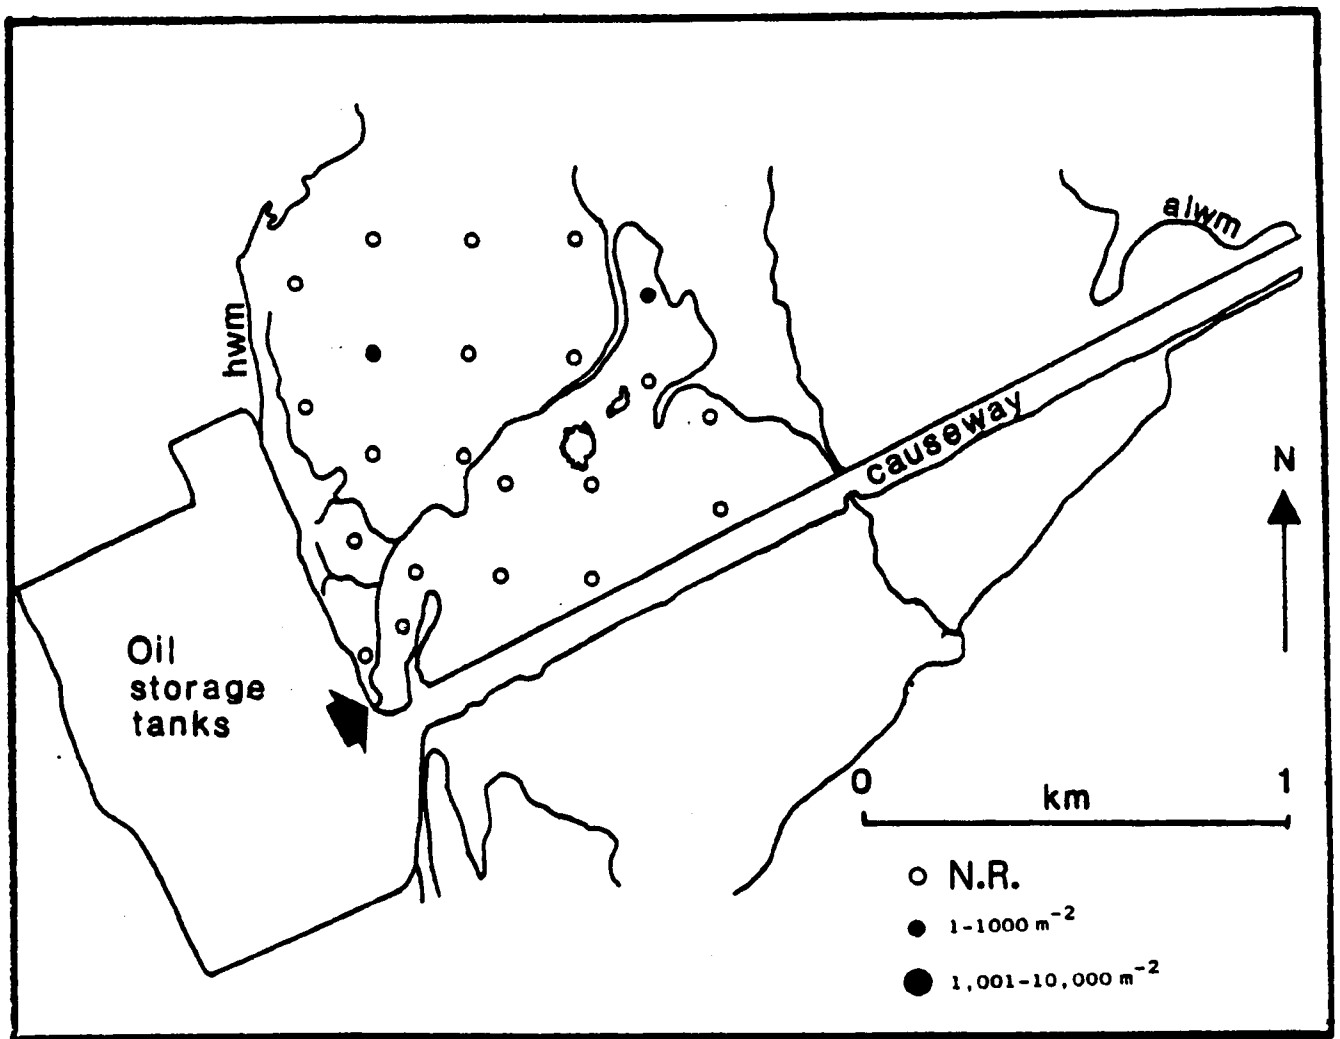 alwm
hwm
causeway
N
Oil
storage
tanks
0 1
km
N.R.
1-1000 m⁻²
1,001-10,000 m⁻²